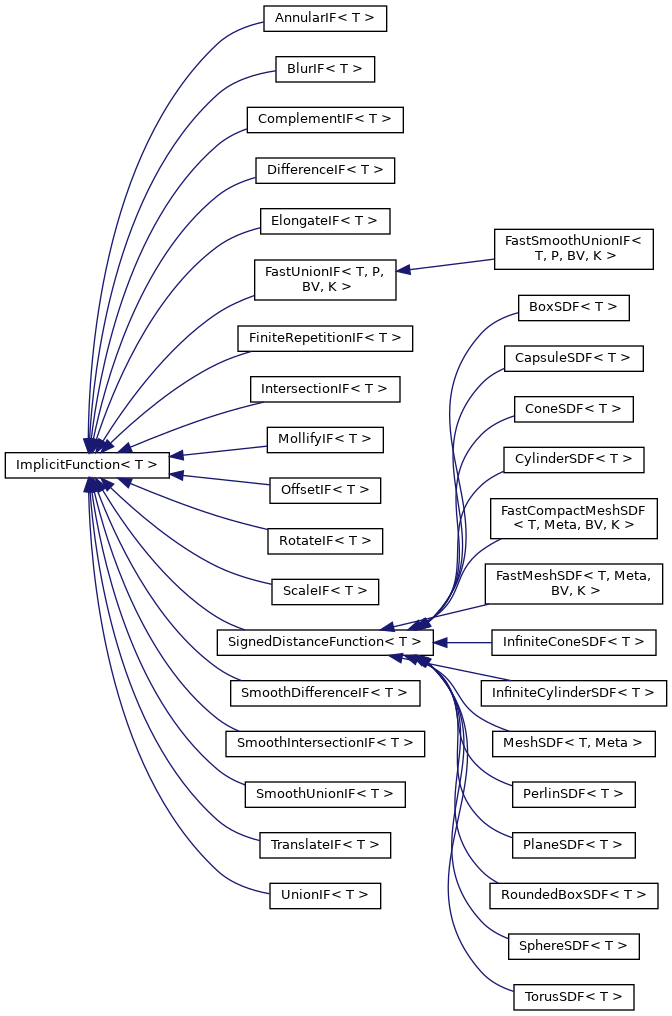 AnnularIF< T >
BlurIF< T >
ComplementIF< T >
DifferenceIF< T >
ElongateIF< T >
FastUnionIF< T, P,
BV, K >
FastSmoothUnionIF<
T, P, BV, K >
FiniteRepetitionIF< T >
IntersectionIF< T >
MollifyIF< T >
ImplicitFunction< T >
OffsetIF< T >
RotateIF< T >
ScaleIF< T >
SignedDistanceFunction< T >
SmoothDifferenceIF< T >
SmoothIntersectionIF< T >
SmoothUnionIF< T >
TranslateIF< T >
UnionIF< T >
BoxSDF< T >
CapsuleSDF< T >
ConeSDF< T >
CylinderSDF< T >
FastCompactMeshSDF
< T, Meta, BV, K >
FastMeshSDF< T, Meta,
BV, K >
InfiniteConeSDF< T >
InfiniteCylinderSDF< T >
MeshSDF< T, Meta >
PerlinSDF< T >
PlaneSDF< T >
RoundedBoxSDF< T >
SphereSDF< T >
TorusSDF< T >